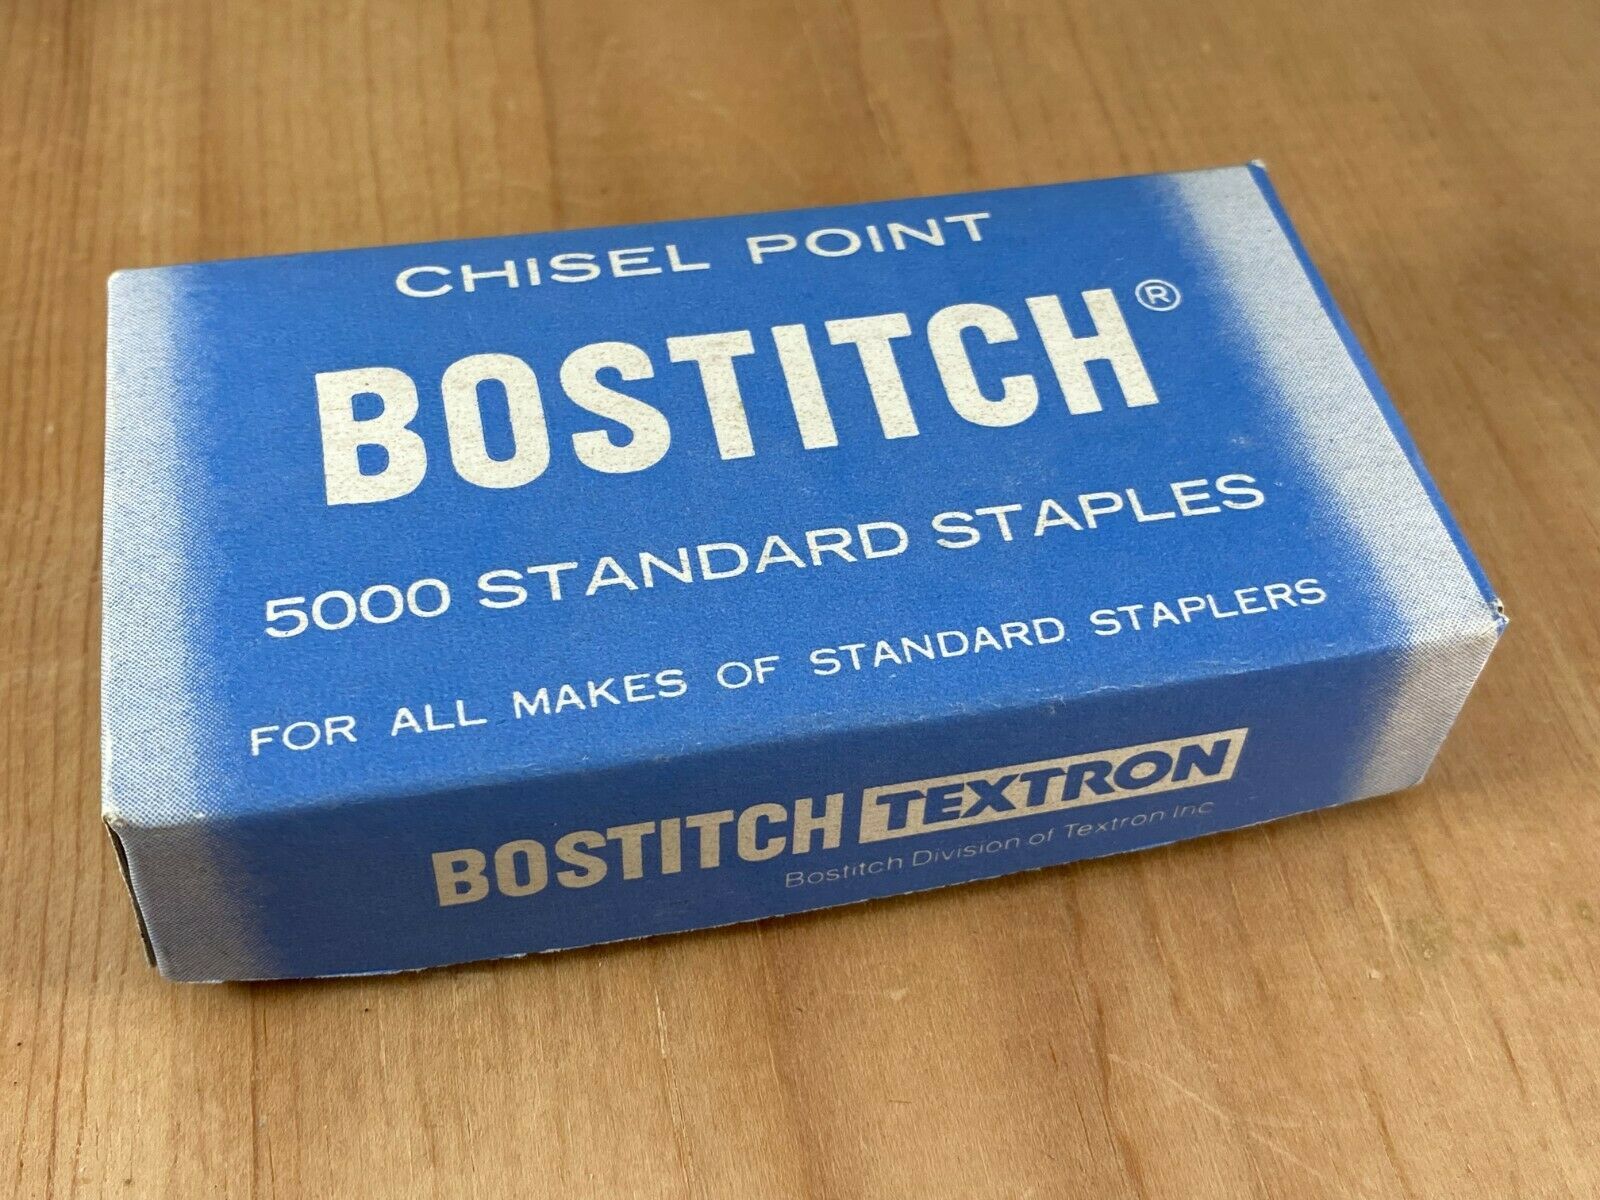 CHISEL POINT
BOSTITCH®
5000 STANDARD STAPLES
FOR ALL MAKES OF STANDARD STAPLERS
BOSTITCH TEXTRON
Bostitch Division of Textron Inc